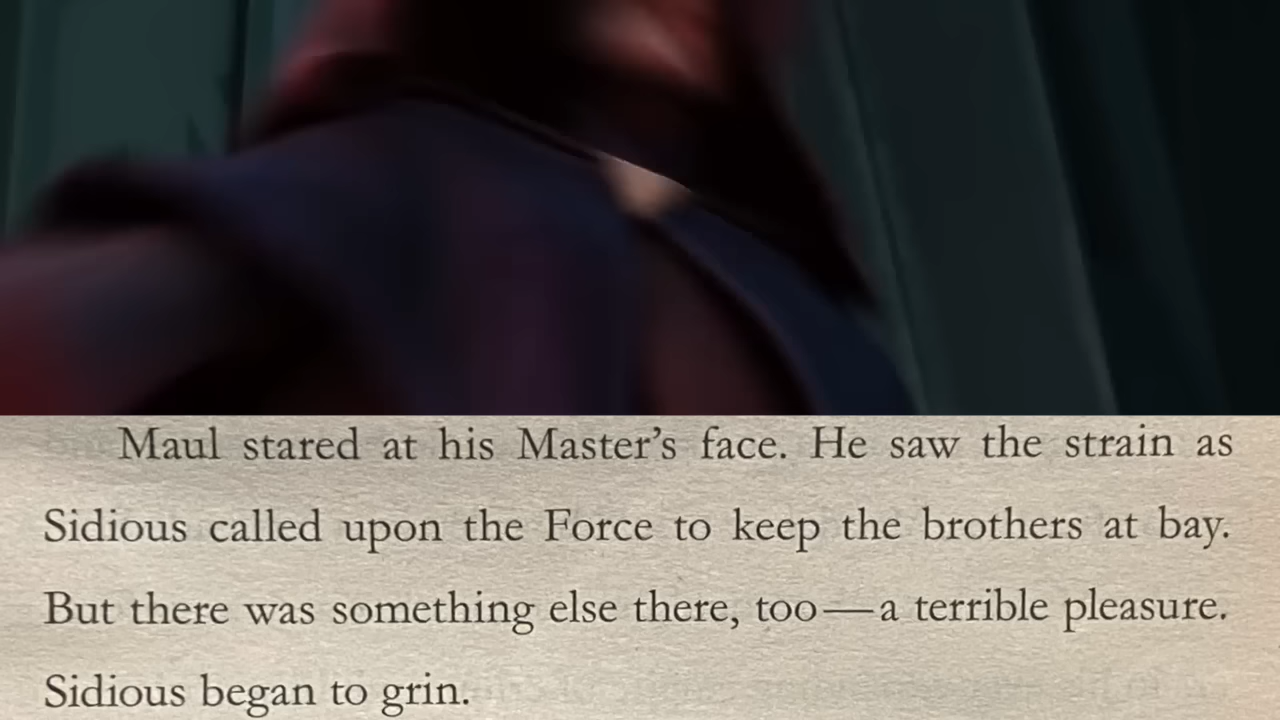 Maul stared at his Master’s face. He saw the strain as
Sidious called upon the Force to keep the brothers at bay.
But there was something else there, too—a terrible pleasure.
Sidious began to grin.